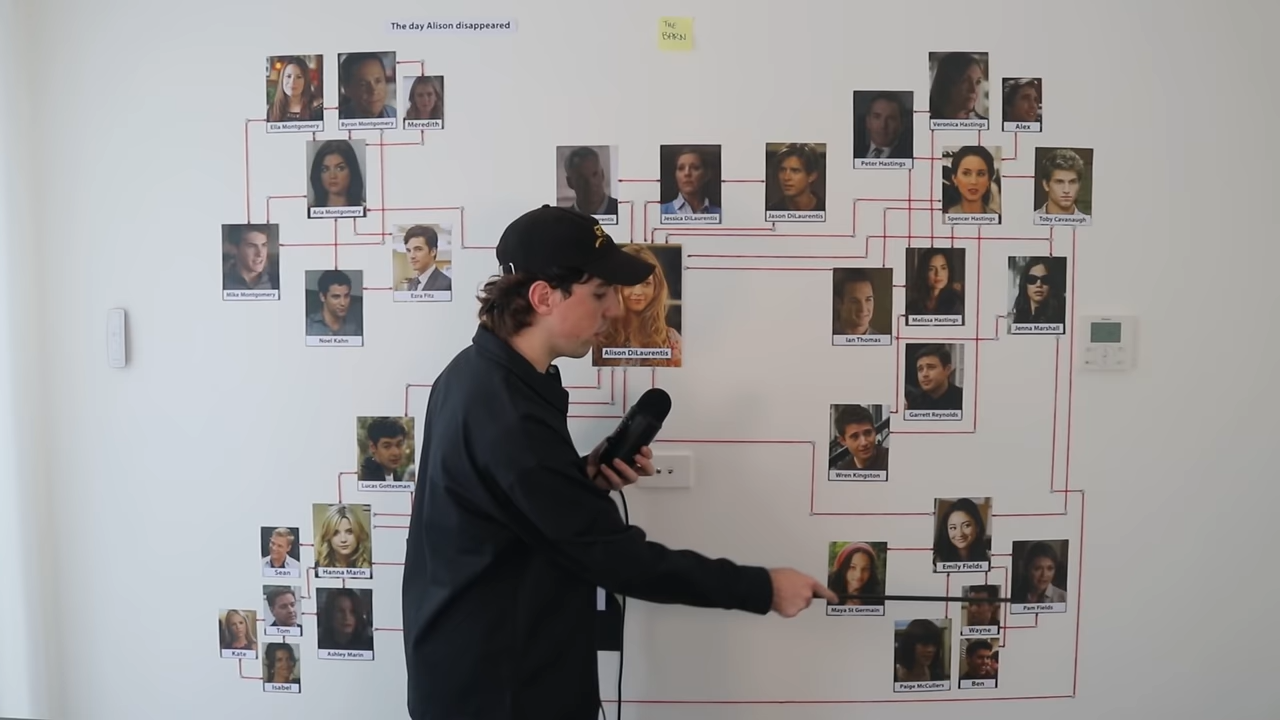 The day Alison disappeared
THE
BARN
Ella Montgomery
Byron Montgomery
Meredith
Veronica Hastings
Alex
Peter Hastings
Aria Montgomery
Jessica DiLaurentis
Jason DiLaurentis
Spencer Hastings
Toby Cavanaugh
Mike Montgomery
Ezra Fitz
Noel Kahn
Alison DiLaurentis
Ian Thomas
Melissa Hastings
Jenna Marshall
Garrett Reynolds
Wren Kingston
Lucas Gottesman
Sean
Hanna Marin
Emily Fields
Maya St Germain
Pam Fields
Tom
Wayne
Kate
Ashley Marin
Isabel
Paige McCullers
Ben